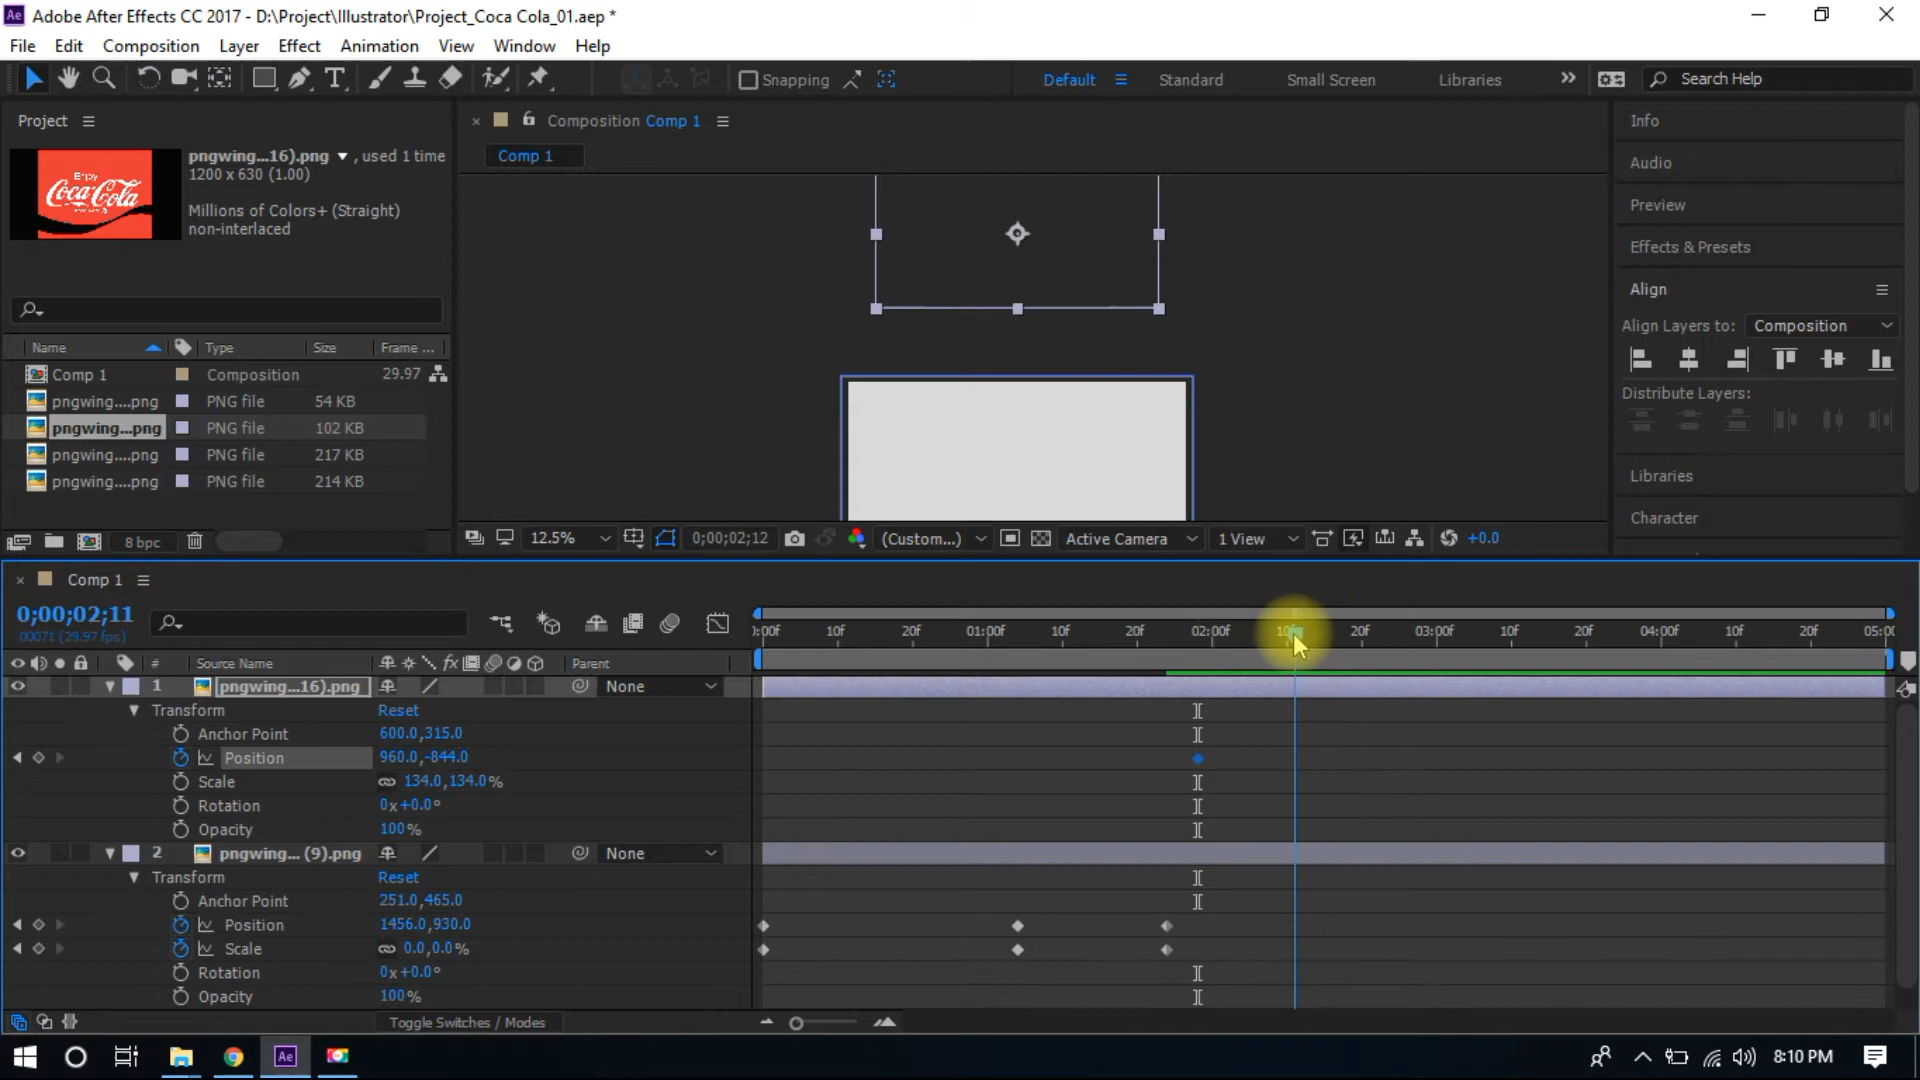 Adobe After Effects CC 2017 - D:\Project\Illustrator\Project_Coca Cola_01.aep *
File Edit Composition Layer Effect Animation View Window Help
Snapping Default Standard Small Screen Libraries Search Help
Project
pngwing...16).png , used 1 time
1200 x 630 (1.00)
Millions of Colors+ (Straight)
non-interlaced
Enjoy
Coca-Cola
Name Type Size Frame ...
Comp 1 Composition 29.97
pngwing....png PNG file 54 KB
pngwing...png PNG file 102 KB
pngwing....png PNG file 217 KB
pngwing....png PNG file 214 KB
8 bpc
Composition Comp 1
Comp 1
12.5% 0;00;02;12 (Custom...) Active Camera 1 View +0.0
Info
Audio
Preview
Effects & Presets
Align
Align Layers to: Composition
Distribute Layers:
Libraries
Character
Comp 1
0;00;02;11
00071 (29.97 fps)
):00f 10f 20f 01:00f 10f 20f 02:00f 10f 20f 03:00f 10f 20f 04:00f 10f 20f 05:00
# Source Name fx Parent
1 pngwing...16).png None
Transform Reset
Anchor Point 600.0,315.0
Position 960.0,-844.0
Scale 134.0,134.0%
Rotation 0x+0.0°
Opacity 100%
2 pngwing... (9).png None
Transform Reset
Anchor Point 251.0,465.0
Position 1456.0,930.0
Scale 0.0,0.0%
Rotation 0x+0.0°
Opacity 100%
Toggle Switches / Modes
Ae
8:10 PM